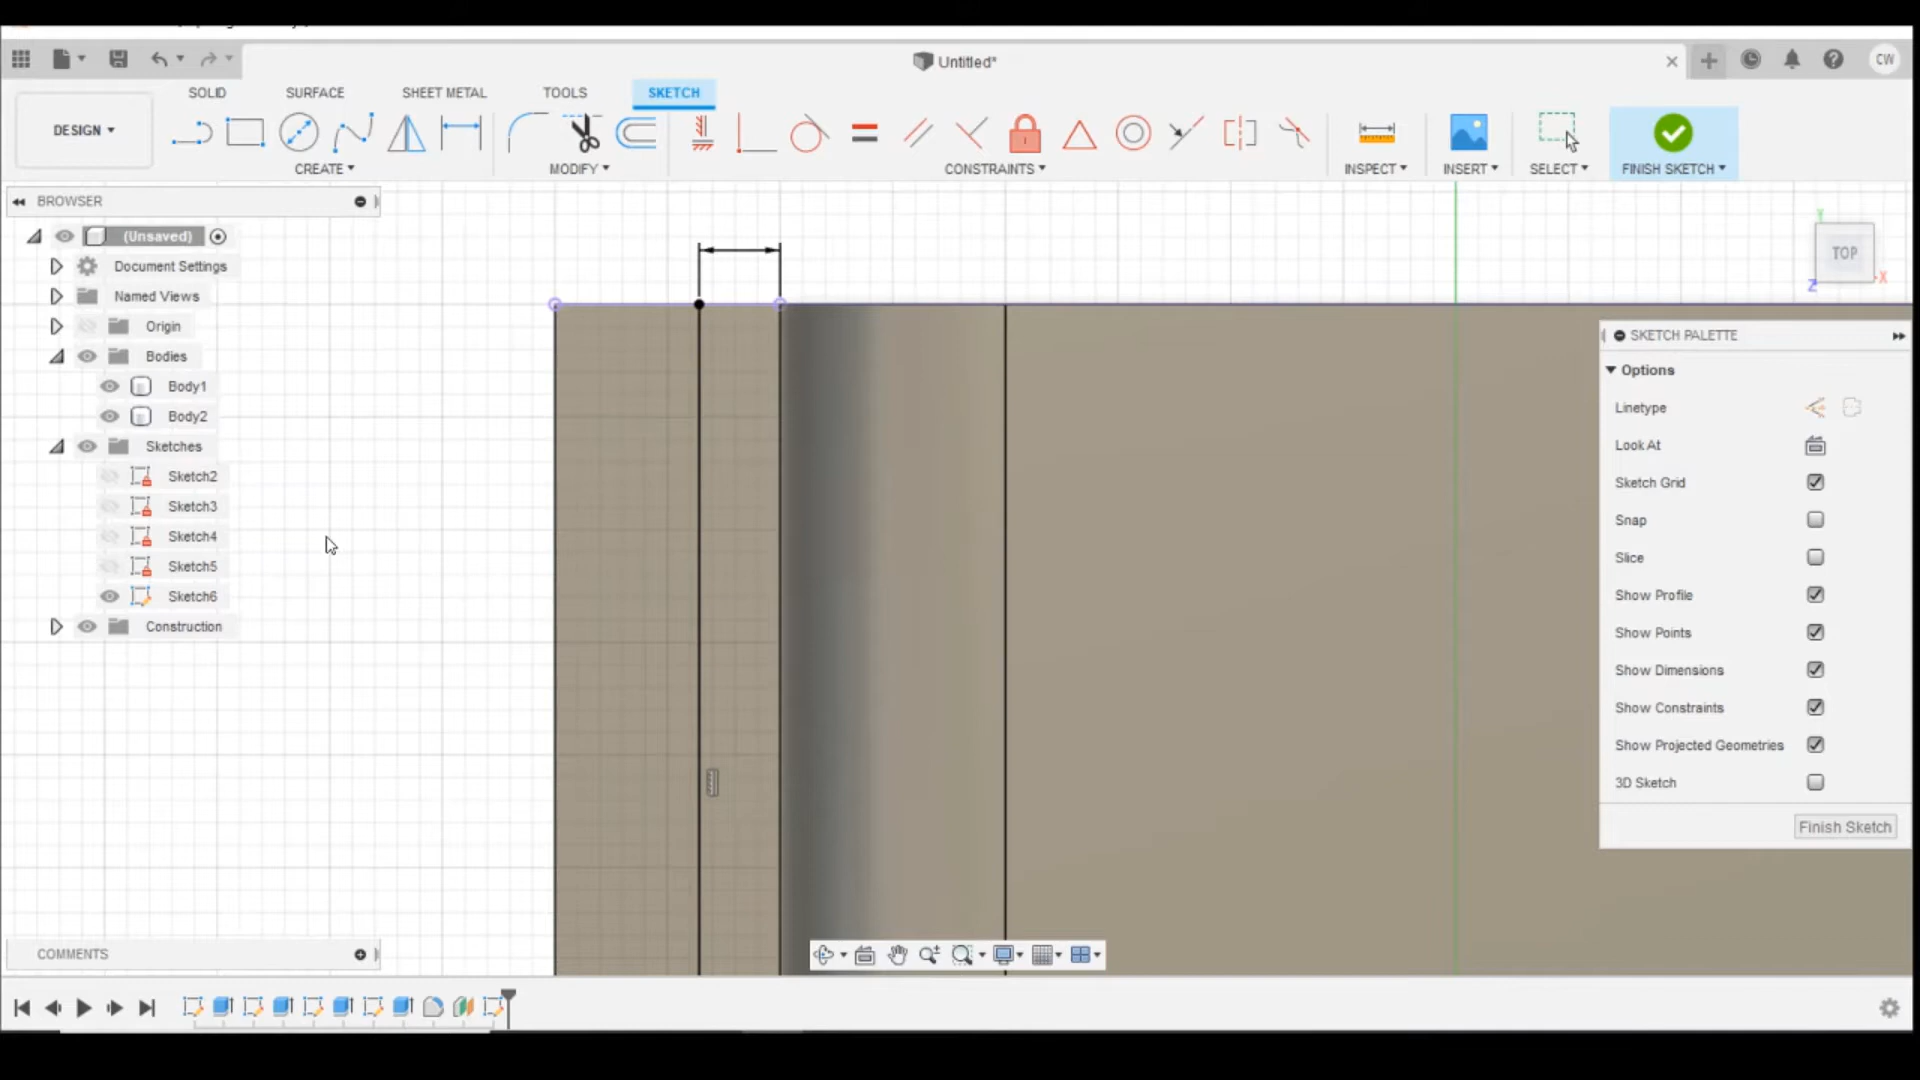 Untitled*
CW
SOLID SURFACE SHEET METAL TOOLS SKETCH
DESIGN
CREATE MODIFY CONSTRAINTS INSPECT INSERT SELECT FINISH SKETCH
BROWSER
(Unsaved)
Document Settings
Named Views
Origin
Bodies
Body1
Body2
Sketches
Sketch2
Sketch3
Sketch4
Sketch5
Sketch6
Construction
Y
TOP
X
Z
SKETCH PALETTE
Options
Linetype
Look At
Sketch Grid
Snap
Slice
Show Profile
Show Points
Show Dimensions
Show Constraints
Show Projected Geometries
3D Sketch
Finish Sketch
COMMENTS